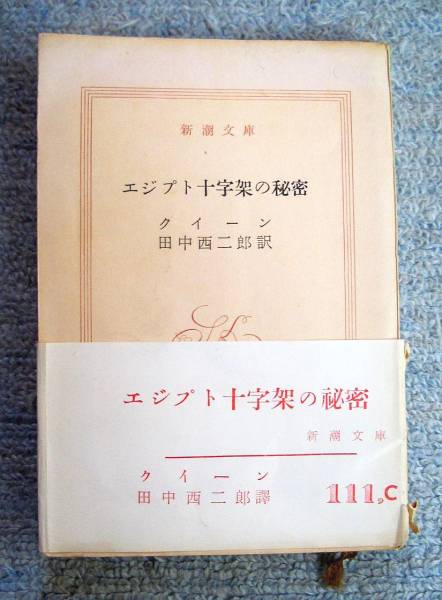 新潮文庫
エジプト十字架の秘密
クイーン
田中西二郎訳
エジプト十字架の祕密
新潮文庫
クイーン
田中西二郎譯
111,C